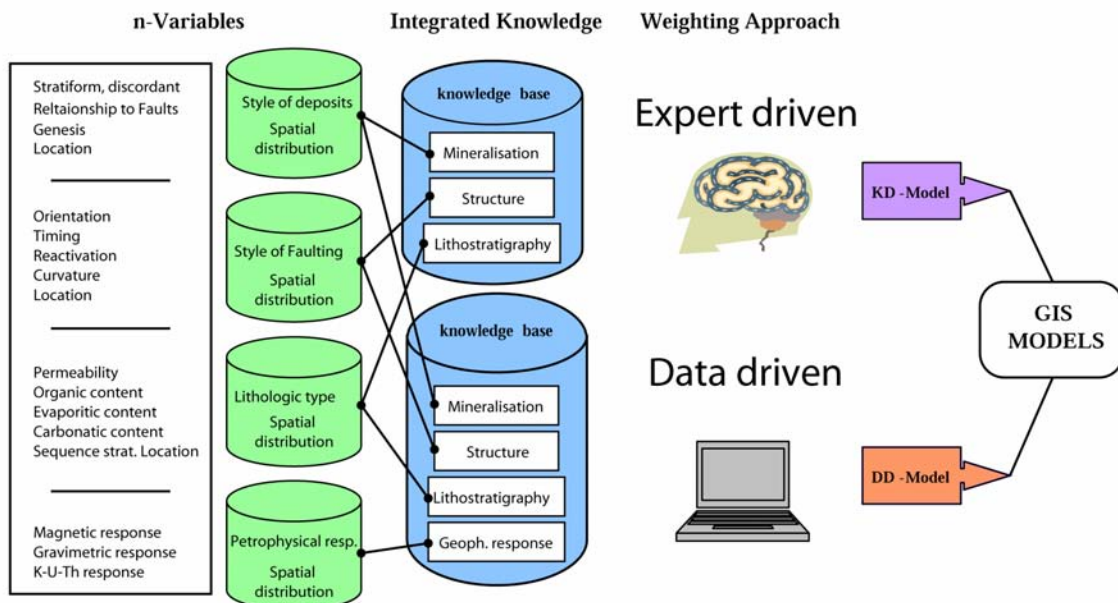 n-Variables
Integrated Knowledge
Weighting Approach
Stratiform, discordant
Reltaionship to Faults
Genesis
Location
Orientation
Timing
Reactivation
Curvature
Location
Permeability
Organic content
Evaporitic content
Carbonatic content
Sequence strat. Location
Magnetic response
Gravimetric response
K-U-Th response
Style of deposits
Spatial
distribution
Style of Faulting
Spatial
distribution
Lithologic type
Spatial
distribution
Petrophysical resp.
Spatial
distribution
knowledge base
Mineralisation
Structure
Lithostratigraphy
knowledge base
Mineralisation
Structure
Lithostratigraphy
Geoph. response
Expert driven
Data driven
KD -Model
DD -Model
GIS
MODELS